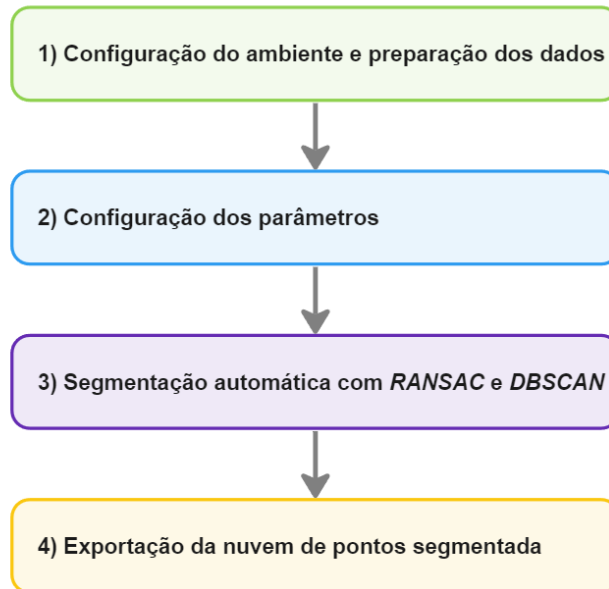 1) Configuração do ambiente e preparação dos dados
2) Configuração dos parâmetros
3) Segmentação automática com RANSAC e DBSCAN
4) Exportação da nuvem de pontos segmentada